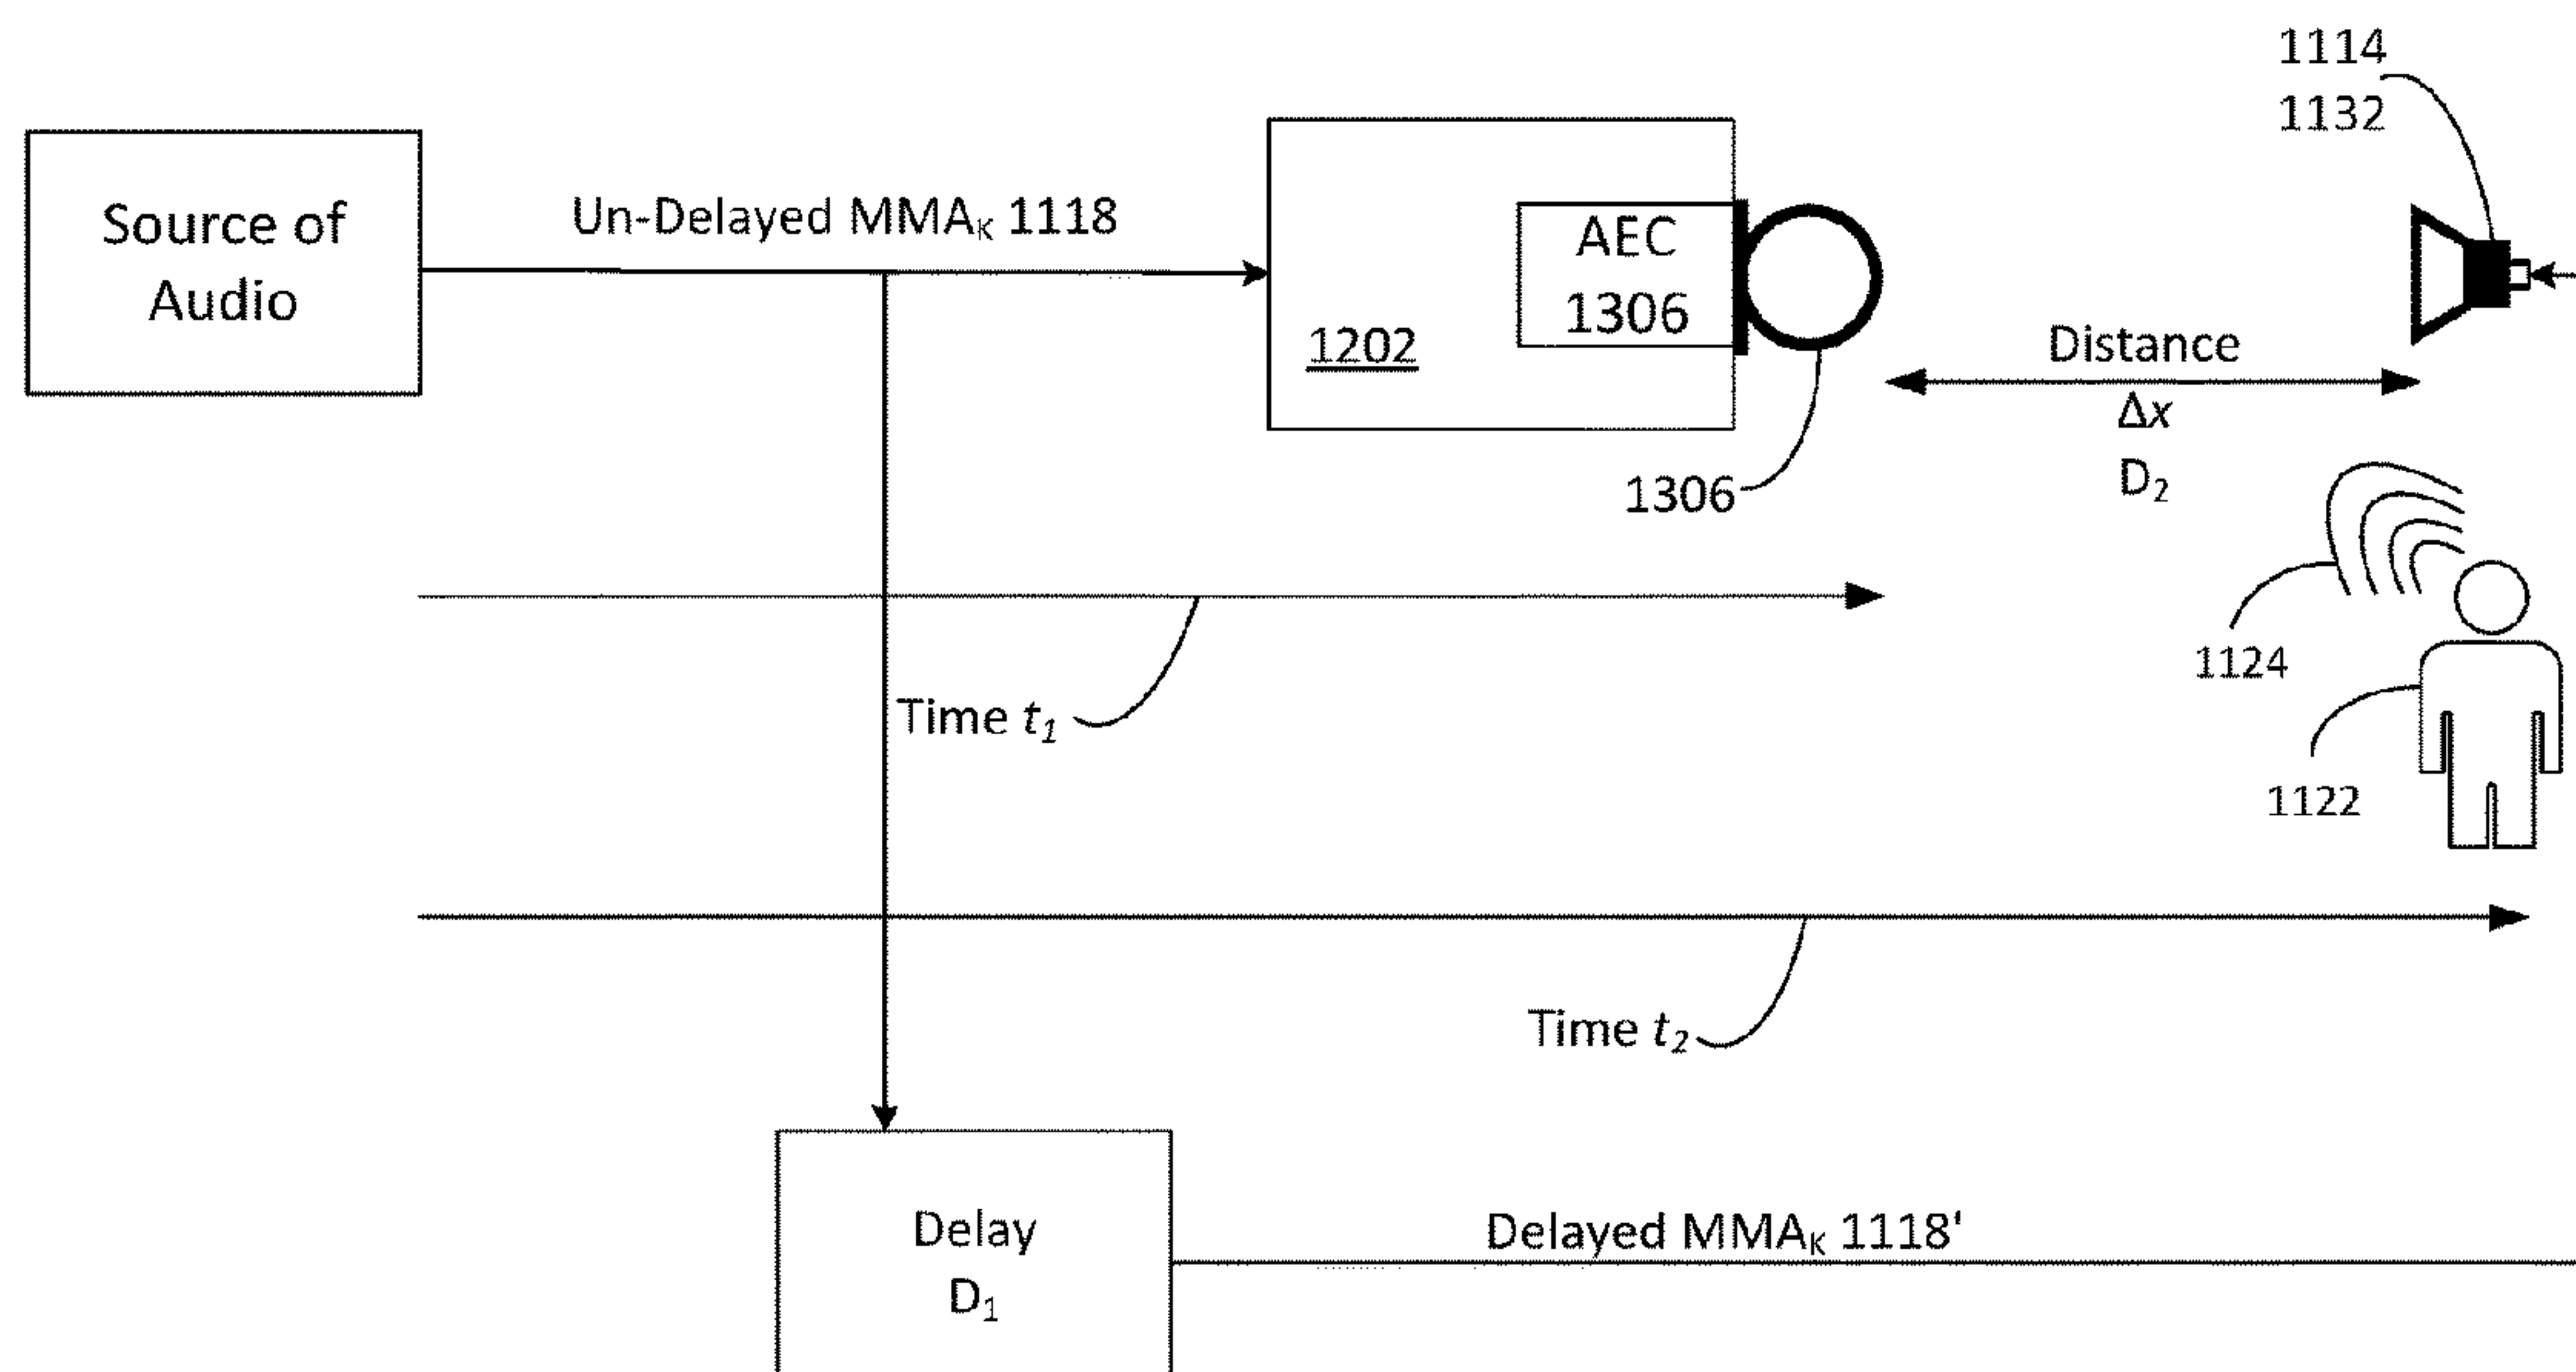 1114
1132
Source of
Audio
Un-Delayed MMAₖ 1118
AEC
1306
1202
Distance
Δx
D₂
1306
1124
Time t₁
1122
Time t₂
Delay
D₁
Delayed MMAₖ 1118'